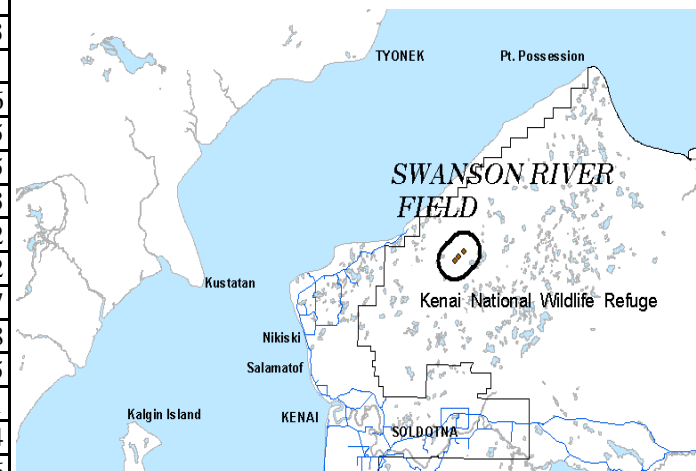 TYONEK
Pt. Possession
SWANSON RIVER
FIELD
Kustatan
Kenai National Wildlife Refuge
Nikiski
Salamatof
Kalgin Island
KENAI
SOLDOTNA